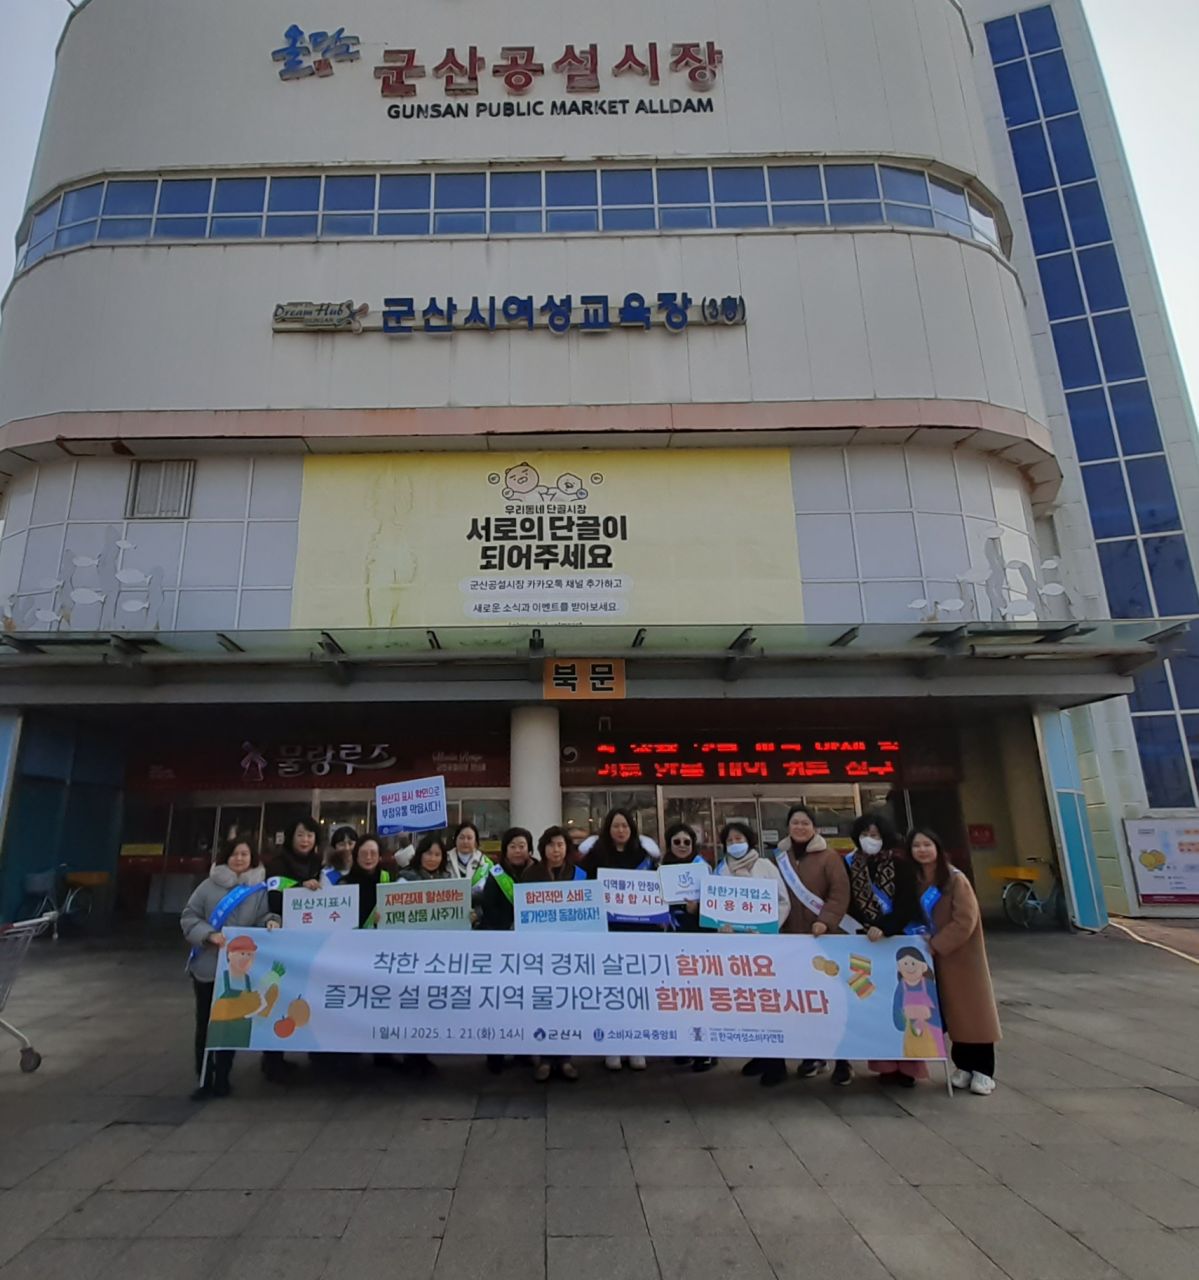 올담
군산공설시장
GUNSAN PUBLIC MARKET ALLDAM
Dream Hub
군산시여성교육장(3층)
우리동네 단골시장
서로의 단골이
되어주세요
군산공설시장 카카오톡 채널 추가하고
새로운 소식과 이벤트를 받아보세요.
북문
물랑루즈
원산지 표시 확인으로
부정유통 막읍시다!
원산지표시
준수
지역경제 활성화는
지역 상품 사주기!
합리적인 소비로
물가안정 동참하자!
지역물가 안정에
동참합시다
착한가격업소
이용하자
착한 소비로 지역 경제 살리기 함께 해요
즐거운 설 명절 지역 물가안정에 함께 동참합시다
| 일시 | 2025. 1. 21.(화) 14시 군산시 소비자교육중앙회 한국여성소비자연합